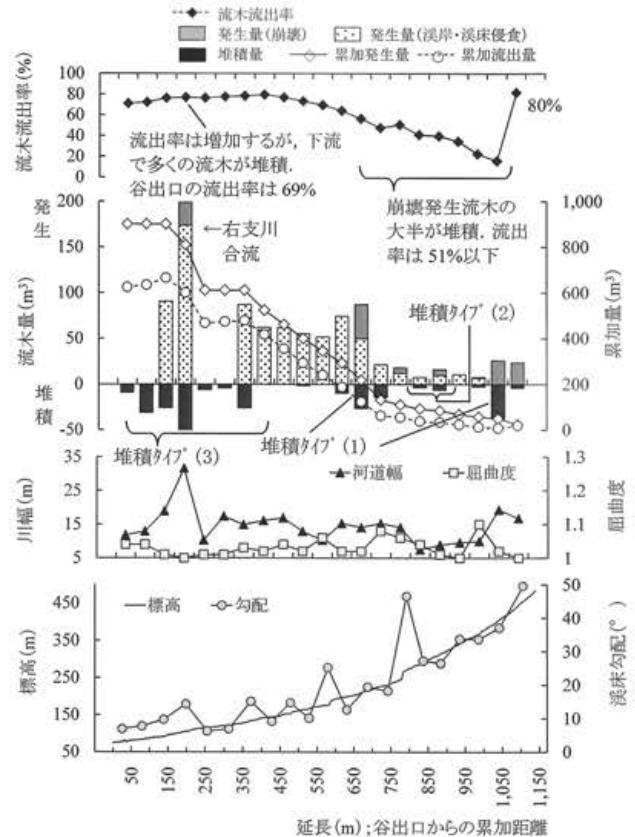 流木流出率
発生量(崩壊) 発生量(渓岸・渓床侵食)
堆積量 累加発生量 累加流出量
流木流出率(%)
100
80
60
40
20
0
80%
流出率は増加するが,下流
で多くの流木が堆積.
谷出口の流出率は 69%
崩壊発生流木の
大半が堆積.流出
率は 51%以下
発生
流木量(m³)
堆積
200
150
100
50
0
-50
←右支川
合流
堆積タイプ(2)
堆積タイプ(1)
堆積タイプ(3)
1,000
800
600
400
200
0
累加量(m³)
川幅(m)
35
25
15
5
河道幅 屈曲度
1.3
1.2
1.1
1
屈曲度
標高(m)
450
350
250
150
50
標高 勾配
50
40
30
20
10
0
渓床勾配(°)
50 150 250 350 450 550 650 750 850 950 1,050 1,150
延長(m);谷出口からの累加距離